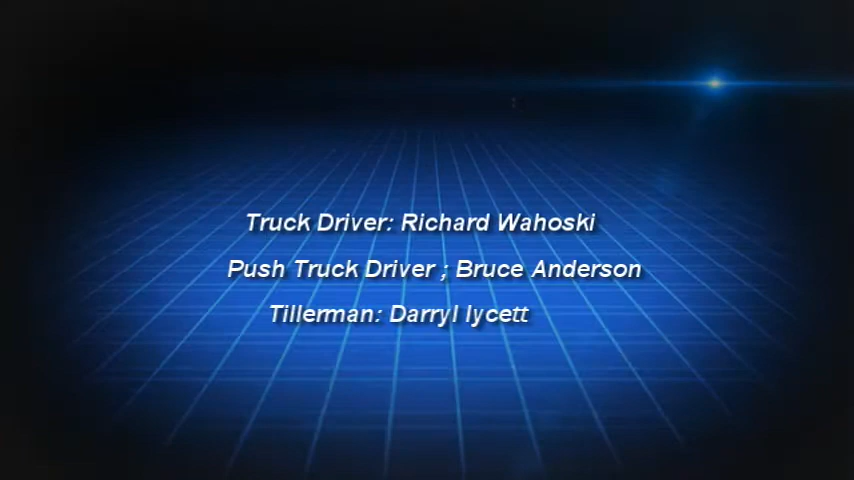 Truck Driver: Richard Wahoski
Push Truck Driver ; Bruce Anderson
Tillerman: Darryl lycett